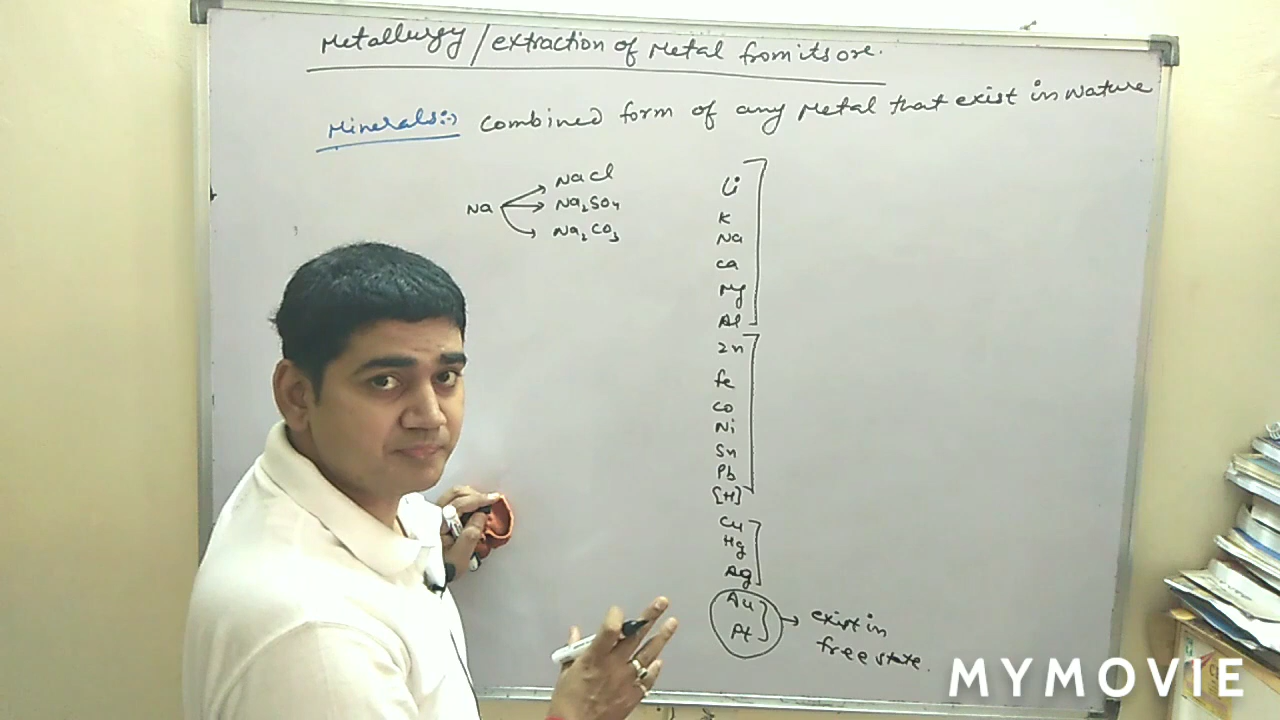 Metallurgy/extraction of Metal from its ore.
Minerals:→ Combined form of any Metal that exist in Nature
Na → NaCl
Na₂SO₄
Na₂CO₃
Li
K
Na
Ca
Mg
Al
Zn
Fe
Co
Ni
Sn
Pb
[H]
Cu
Hg
Ag
Au
Pt
→ exist in
free state.
MYMOVIE